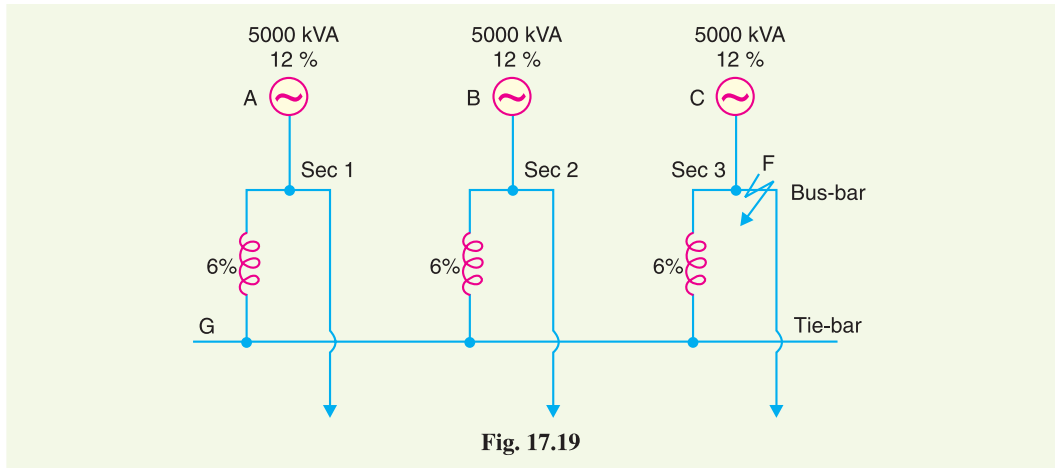 5000 kVA 5000 kVA 5000 kVA
12 % 12 % 12 %
A B C
Sec 1 Sec 2 Sec 3 F
Bus-bar
6% 6% 6%
G Tie-bar
Fig. 17.19